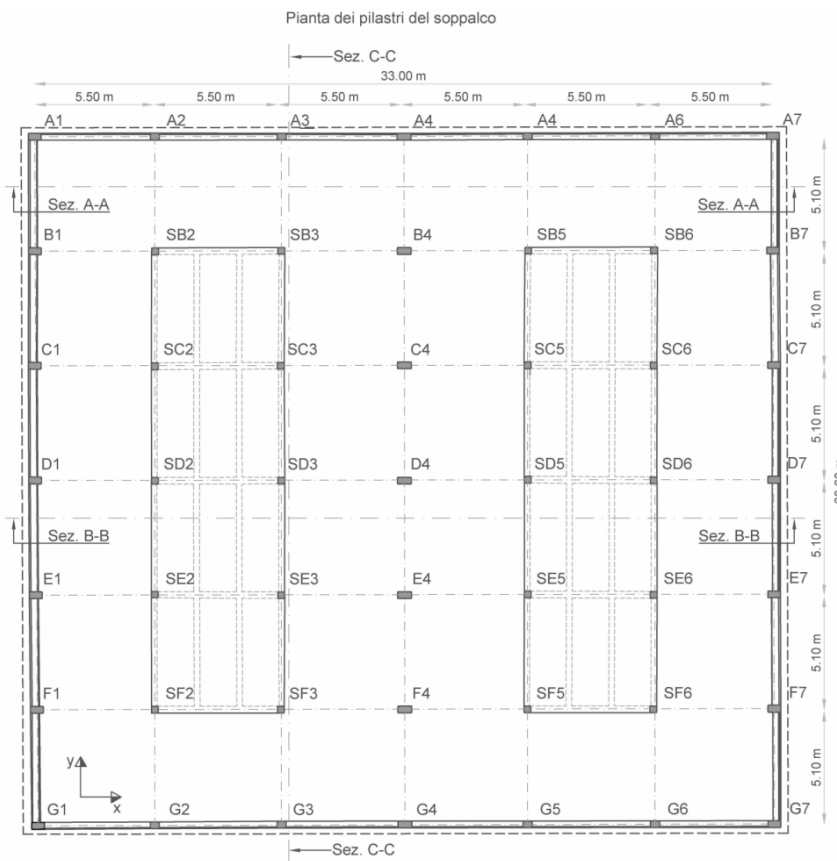 Pianta dei pilastri del soppalco
Sez. C-C
33.00 m
5.50 m 5.50 m 5.50 m 5.50 m 5.50 m 5.50 m
A1 A2 A3 A4 A4 A6 A7
5.10 m
Sez. A-A Sez. A-A
B1 SB2 SB3 B4 SB5 SB6 B7
5.10 m
C1 SC2 SC3 C4 SC5 SC6 C7
5.10 m
D1 SD2 SD3 D4 SD5 SD6 D7
Sez. B-B Sez. B-B
5.10 m
E1 SE2 SE3 E4 SE5 SE6 E7
5.10 m
F1 SF2 SF3 F4 SF5 SF6 F7
5.10 m
y
x
G1 G2 G3 G4 G5 G6 G7
Sez. C-C